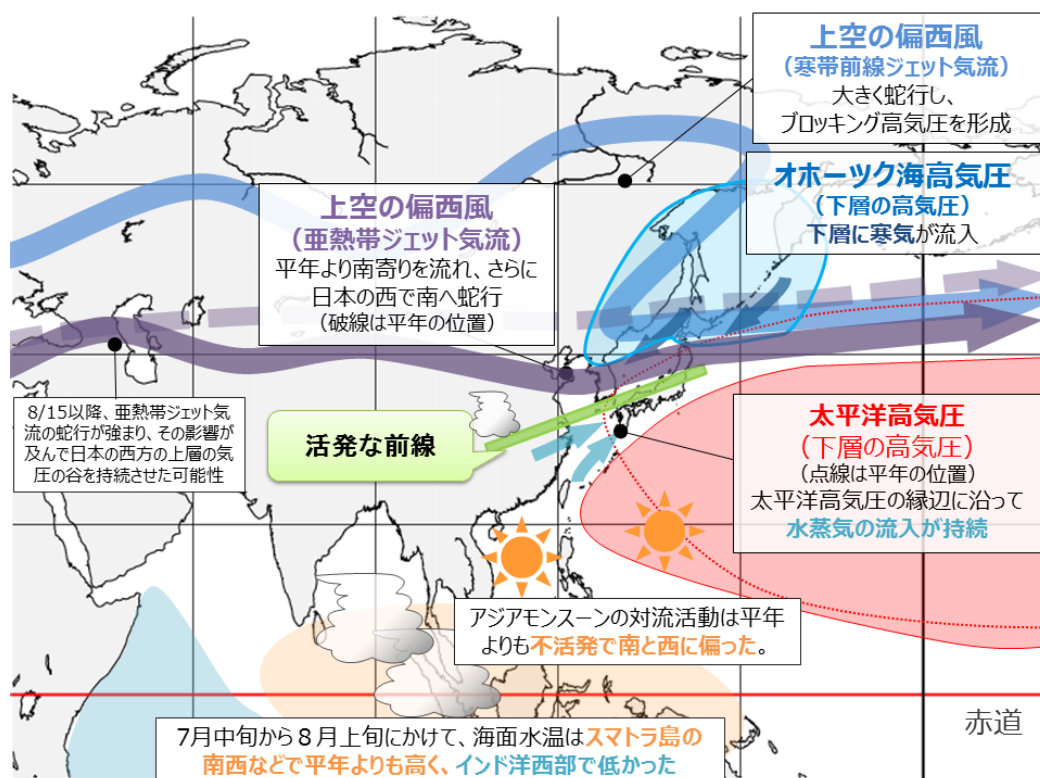 上空の偏西風
（寒帯前線ジェット気流）
大きく蛇行し、
ブロッキング高気圧を形成
オホーツク海高気圧
（下層の高気圧）
下層に寒気が流入
上空の偏西風
（亜熱帯ジェット気流）
平年より南寄りを流れ、さらに
日本の西で南へ蛇行
（破線は平年の位置）
8/15以降、亜熱帯ジェット気
流の蛇行が強まり、その影響が
及んで日本の西方の上層の気
圧の谷を持続させた可能性
活発な前線
太平洋高気圧
（下層の高気圧）
（点線は平年の位置）
太平洋高気圧の縁辺に沿って
水蒸気の流入が持続
アジアモンスーンの対流活動は平年
よりも不活発で南と西に偏った。
赤道
7月中旬から８月上旬にかけて、海面水温はスマトラ島の
南西などで平年よりも高く、インド洋西部で低かった